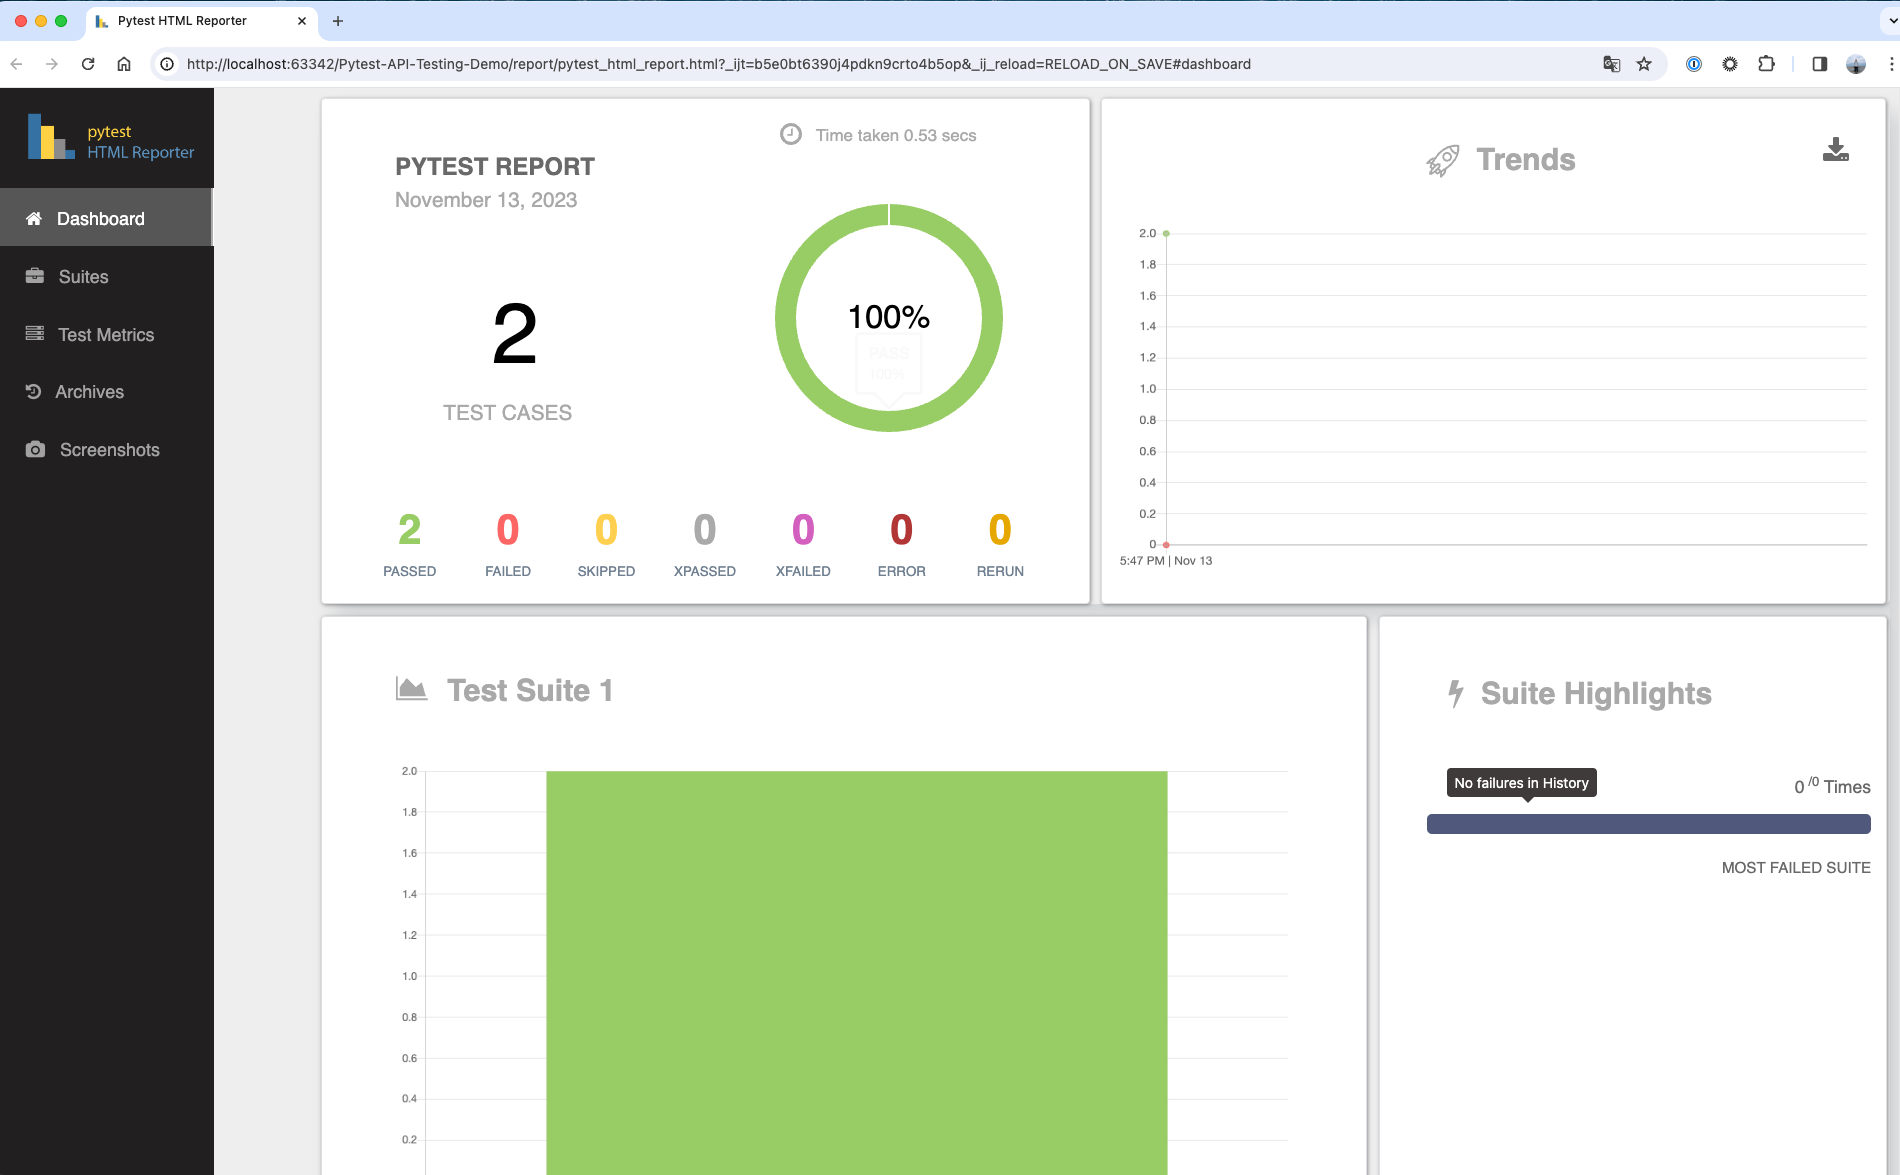 Pytest HTML Reporter
http://localhost:63342/Pytest-API-Testing-Demo/report/pytest_html_report.html?_ijt=b5e0bt6390j4pdkn9crto4b5op&_ij_reload=RELOAD_ON_SAVE#dashboard
pytest
HTML Reporter
Dashboard
Suites
Test Metrics
Archives
Screenshots
Time taken 0.53 secs
PYTEST REPORT
November 13, 2023
2
TEST CASES
100%
PASS
100%
2 0 0 0 0 0 0
PASSED FAILED SKIPPED XPASSED XFAILED ERROR RERUN
Trends
2.0
1.8
1.6
1.4
1.2
1.0
0.8
0.6
0.4
0.2
0
5:47 PM | Nov 13
Test Suite 1
2.0
1.8
1.6
1.4
1.2
1.0
0.8
0.6
0.4
0.2
Suite Highlights
No failures in History
0 /0 Times
MOST FAILED SUITE